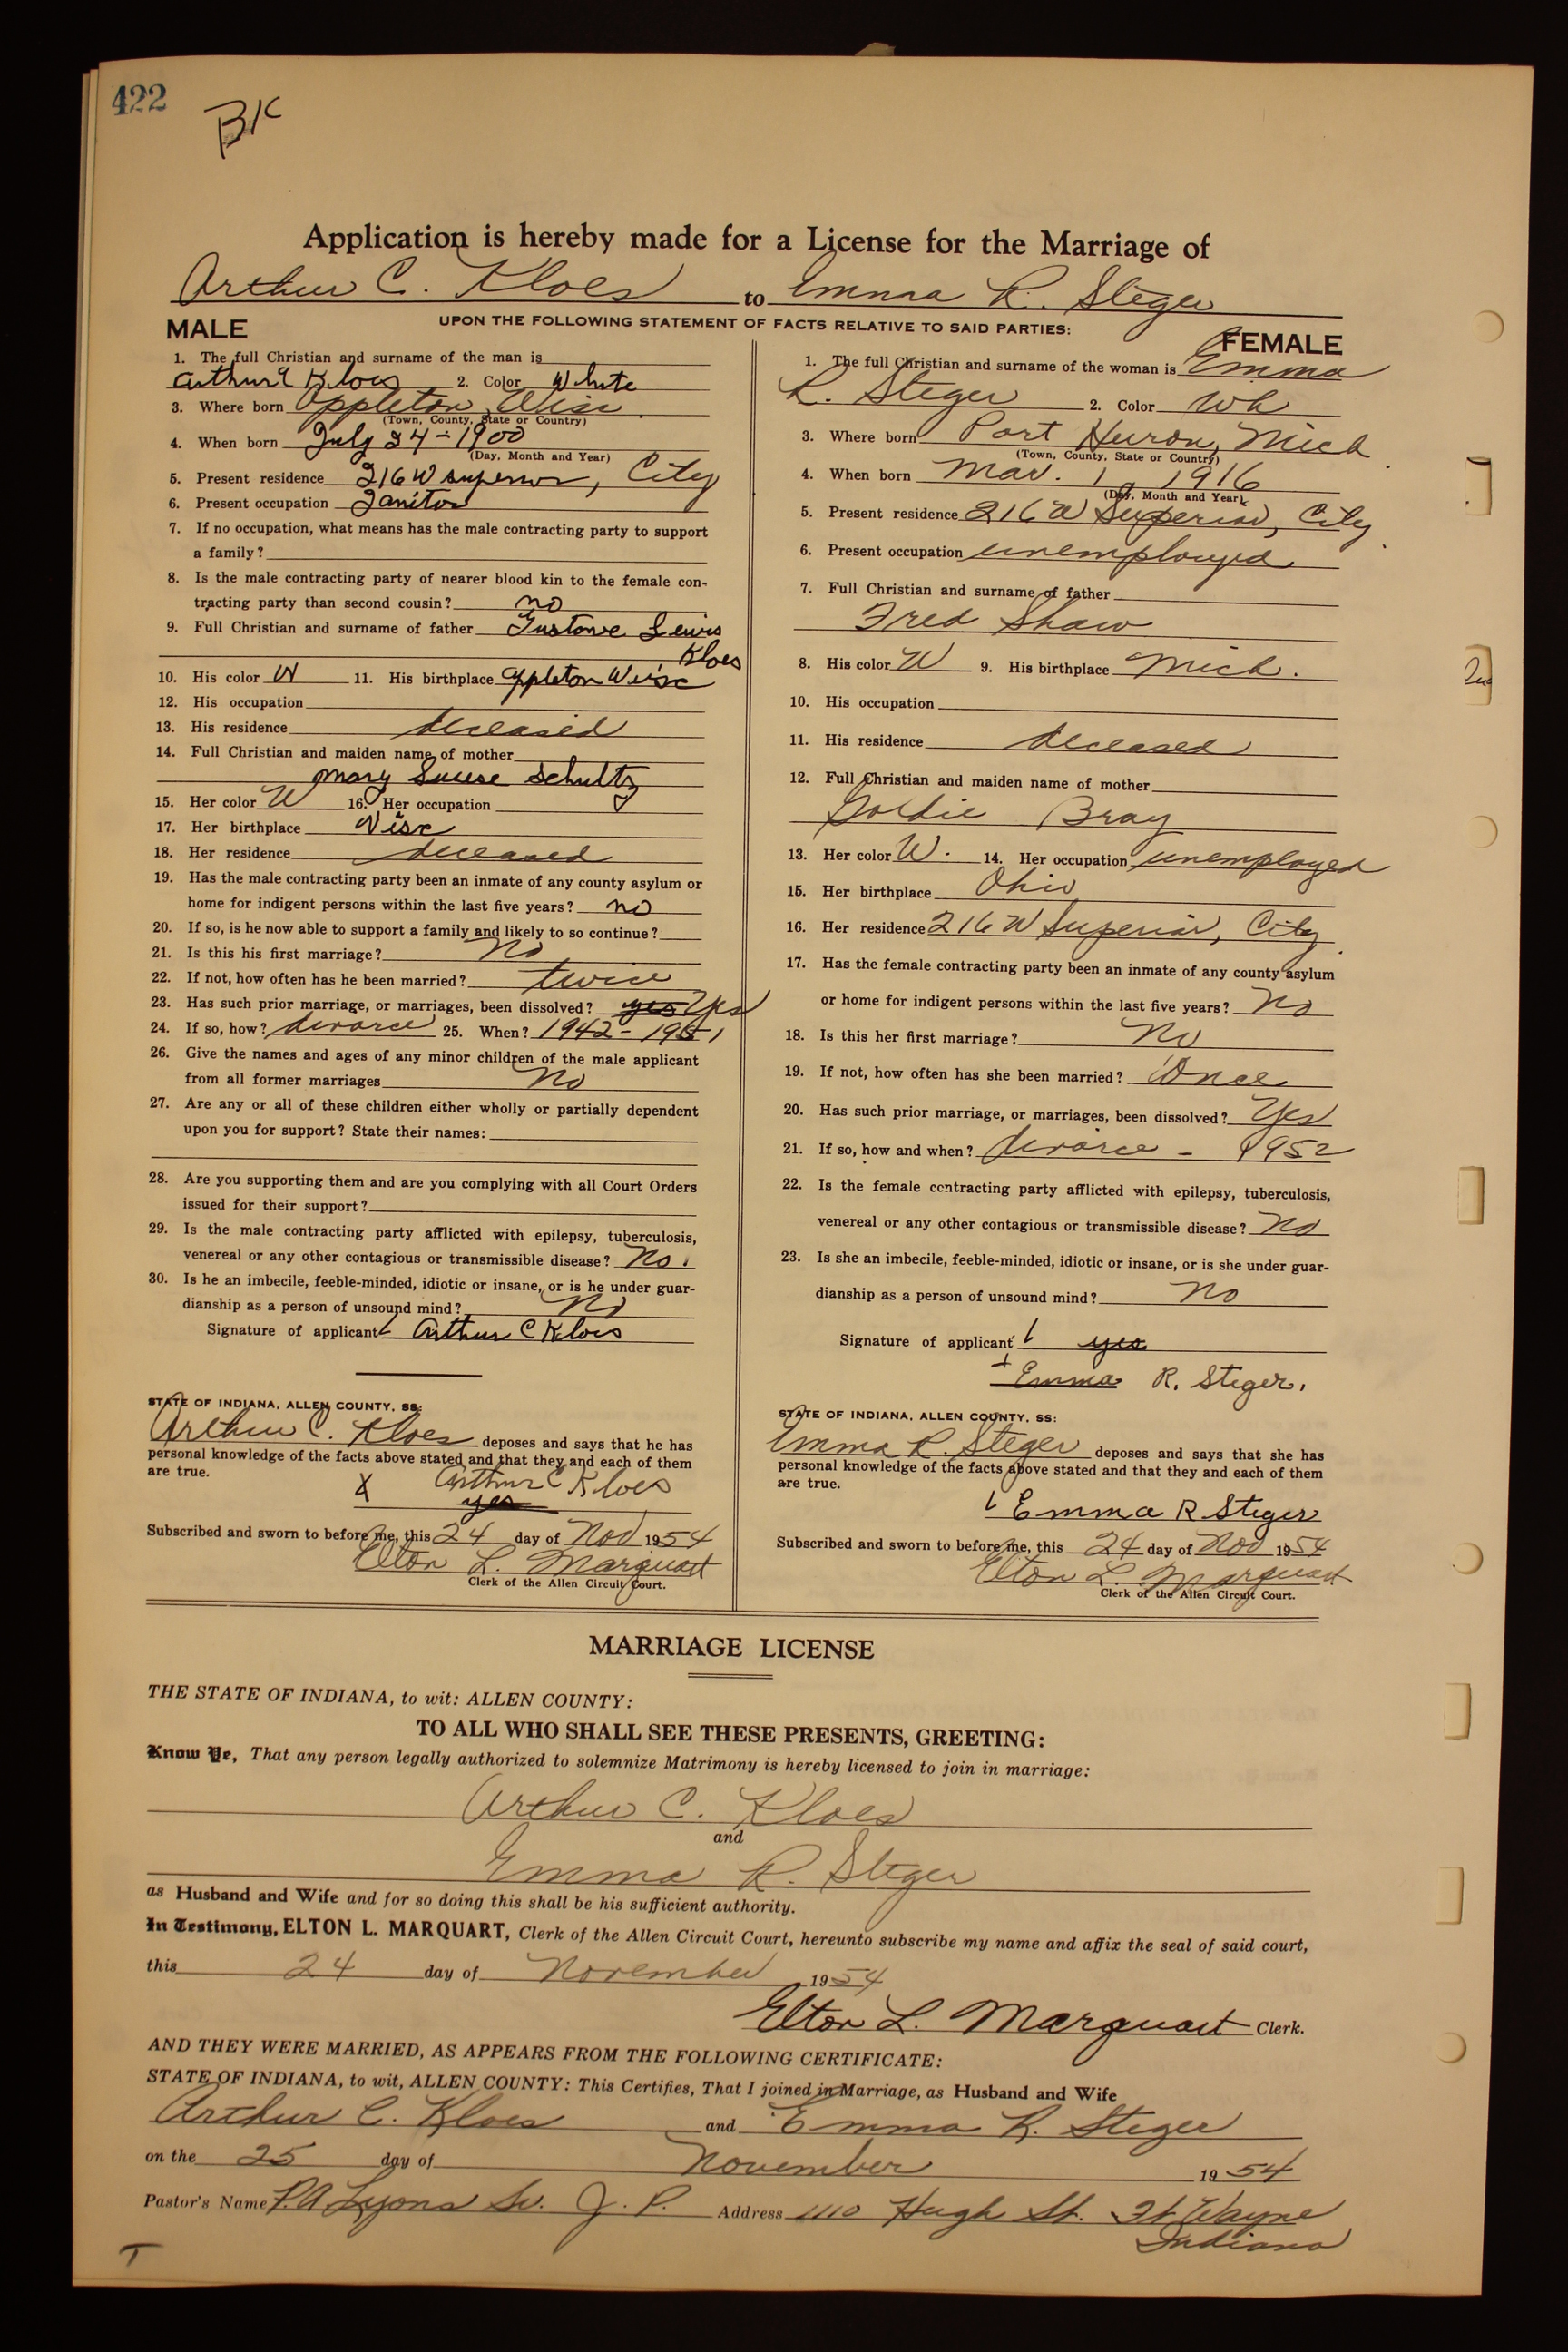 422
BK
Application is hereby made for a License for the Marriage of
Arthur C. Kloes to Emma R. Steger
UPON THE FOLLOWING STATEMENT OF FACTS RELATIVE TO SAID PARTIES:
MALE
1. The full Christian and surname of the man is
Arthur C Kloes 2. Color White
3. Where born Appleton, Wisc.
(Town, County, State or Country)
4. When born July 24-1900
(Day, Month and Year)
5. Present residence 216 W Superior, City
6. Present occupation Janitor
7. If no occupation, what means has the male contracting party to support
a family?
8. Is the male contracting party of nearer blood kin to the female con-
tracting party than second cousin? no
9. Full Christian and surname of father Gustave Lewis
Kloes
10. His color W 11. His birthplace Appleton Wisc
12. His occupation
13. His residence deceased
14. Full Christian and maiden name of mother
Mary Louise Schultz
15. Her color W 16. Her occupation
17. Her birthplace Wisc
18. Her residence deceased
19. Has the male contracting party been an inmate of any county asylum or
home for indigent persons within the last five years? no
20. If so, is he now able to support a family and likely to so continue?
21. Is this his first marriage? No
22. If not, how often has he been married? twice
23. Has such prior marriage, or marriages, been dissolved? yes Yes
24. If so, how? divorce 25. When? 1942 - 1951
26. Give the names and ages of any minor children of the male applicant
from all former marriages No
27. Are any or all of these children either wholly or partially dependent
upon you for support? State their names:
28. Are you supporting them and are you complying with all Court Orders
issued for their support?
29. Is the male contracting party afflicted with epilepsy, tuberculosis,
venereal or any other contagious or transmissible disease? No.
30. Is he an imbecile, feeble-minded, idiotic or insane, or is he under guar-
dianship as a person of unsound mind? No
Signature of applicant Arthur C Kloes
STATE OF INDIANA, ALLEN COUNTY, SS:
Arthur C. Kloes deposes and says that he has
personal knowledge of the facts above stated and that they and each of them
are true.
X Arthur C Kloes
yes
Subscribed and sworn to before me, this 24 day of Nov 1954
Elton L. Marquart
Clerk of the Allen Circuit Court.
FEMALE
1. The full Christian and surname of the woman is Emma
R. Steger 2. Color Wh
3. Where born Port Huron, Mich
(Town, County, State or Country)
4. When born Mar. 1, 1916
(Day, Month and Year)
5. Present residence 216 W Superior, City
6. Present occupation unemployed.
7. Full Christian and surname of father
Fred Shaw
8. His color W 9. His birthplace Mich.
10. His occupation
11. His residence deceased
12. Full Christian and maiden name of mother
Goldie Bray
13. Her color W. 14. Her occupation unemployed
15. Her birthplace Ohio
16. Her residence 216 W Superior, City
17. Has the female contracting party been an inmate of any county asylum
or home for indigent persons within the last five years? No
18. Is this her first marriage? No
19. If not, how often has she been married? Once
20. Has such prior marriage, or marriages, been dissolved? Yes
21. If so, how and when? divorce - 1952
22. Is the female contracting party afflicted with epilepsy, tuberculosis,
venereal or any other contagious or transmissible disease? No
23. Is she an imbecile, feeble-minded, idiotic or insane, or is she under guar-
dianship as a person of unsound mind? No
Signature of applicant yes
Emma R. Steger.
STATE OF INDIANA, ALLEN COUNTY, SS:
Emma R. Steger deposes and says that she has
personal knowledge of the facts above stated and that they and each of them
are true.
Emma R Steger
Subscribed and sworn to before me, this 24 day of Nov 1954
Elton L. Marquart
Clerk of the Allen Circuit Court.
MARRIAGE LICENSE
THE STATE OF INDIANA, to wit: ALLEN COUNTY:
TO ALL WHO SHALL SEE THESE PRESENTS, GREETING:
Know Ye, That any person legally authorized to solemnize Matrimony is hereby licensed to join in marriage:
Arthur C. Kloes
and
Emma R. Steger
as Husband and Wife and for so doing this shall be his sufficient authority.
In Testimony, ELTON L. MARQUART, Clerk of the Allen Circuit Court, hereunto subscribe my name and affix the seal of said court,
this 24 day of November 1954
Elton L. Marquart Clerk.
AND THEY WERE MARRIED, AS APPEARS FROM THE FOLLOWING CERTIFICATE:
STATE OF INDIANA, to wit, ALLEN COUNTY: This Certifies, That I joined in Marriage, as Husband and Wife
Arthur C. Kloes and Emma R. Steger
on the 25 day of November 1954
Pastor's Name P.A Lyons Sr. J. P. Address 1110 Hugh St. Ft Wayne
Indiana
T